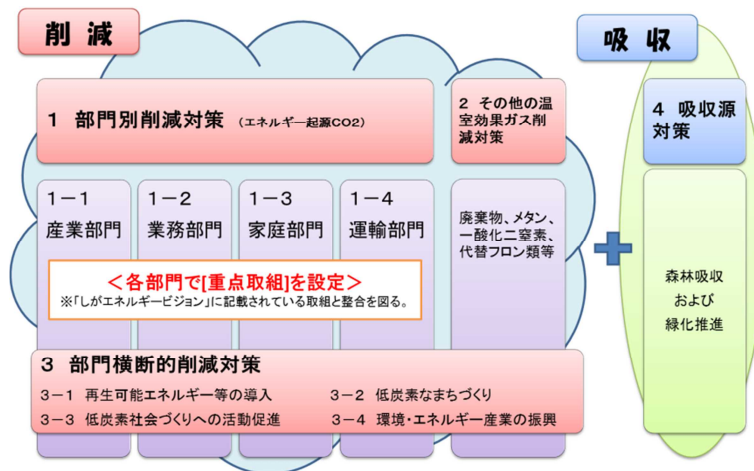 削減
吸収
1 部門別削減対策 (エネルギー起源CO2)
2 その他の温
室効果ガス削
減対策
4 吸収源
対策
1－1
産業部門
1－2
業務部門
1－3
家庭部門
1－4
運輸部門
廃棄物、メタン、
一酸化二窒素、
代替フロン類等
＜各部門で[重点取組]を設定＞
※「しがエネルギービジョン」に記載されている取組と整合を図る。
森林吸収
および
緑化推進
3 部門横断的削減対策
3－1 再生可能エネルギー等の導入
3－2 低炭素なまちづくり
3－3 低炭素社会づくりへの活動促進
3－4 環境・エネルギー産業の振興